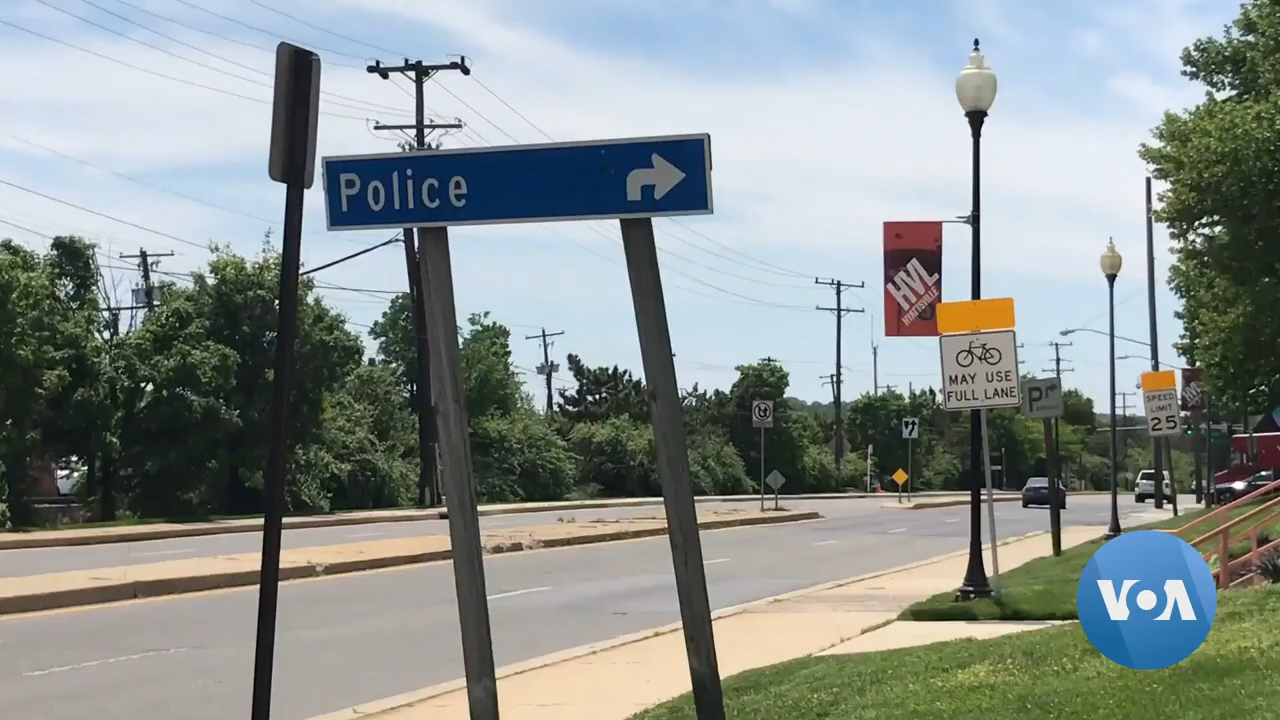 Police
HVL
HYATTSVILLE
MAY USE
FULL LANE
P
SPEED
LIMIT
25
VOA